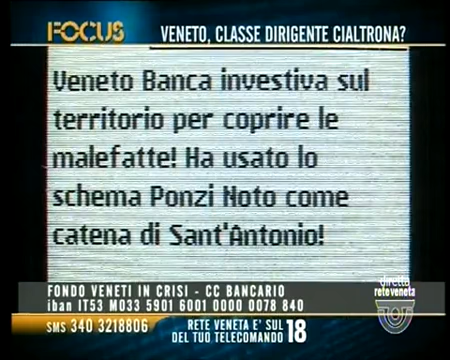 FOCUS
VENETO, CLASSE DIRIGENTE CIALTRONA?
Veneto Banca investiva sul
territorio per coprire le
malefatte! Ha usato lo
schema Ponzi Noto come
catena di Sant'Antonio!
diretta
reteveneta
FONDO VENETI IN CRISI - CC BANCARIO
iban IT53 M033 5901 6001 0000 0078 840
SMS 340 3218806
RETE VENETA E' SUL
DEL TUO TELECOMANDO
18